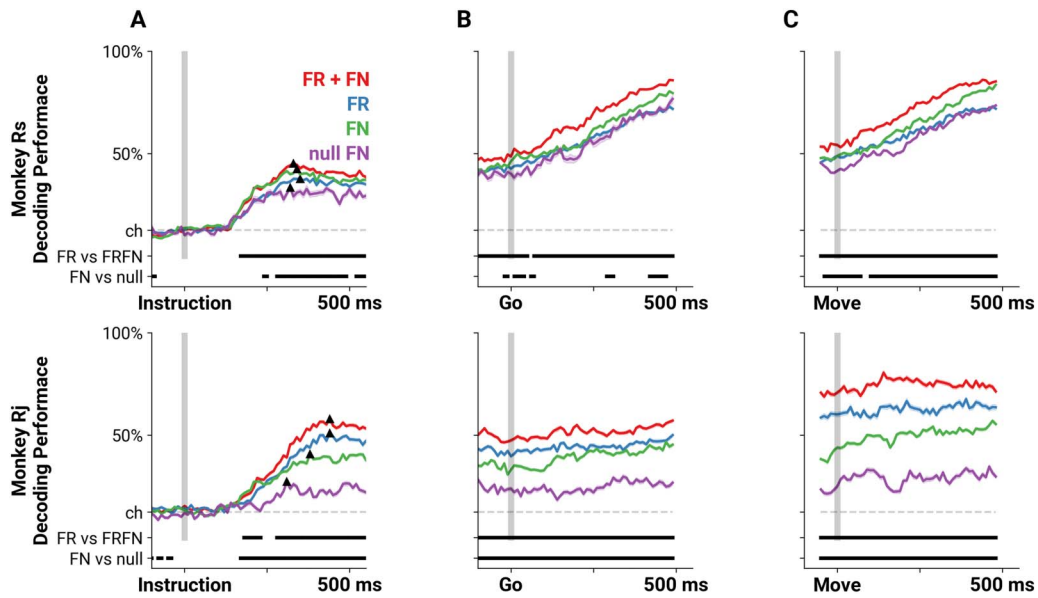 A
B
C
Monkey Rs
Decoding Performace
100%
50%
ch
FR + FN
FR
FN
null FN
FR vs FRFN
FN vs null
Instruction
500 ms
Go
500 ms
Move
500 ms
Monkey Rj
Decoding Performace
100%
50%
ch
FR vs FRFN
FN vs null
Instruction
500 ms
Go
500 ms
Move
500 ms